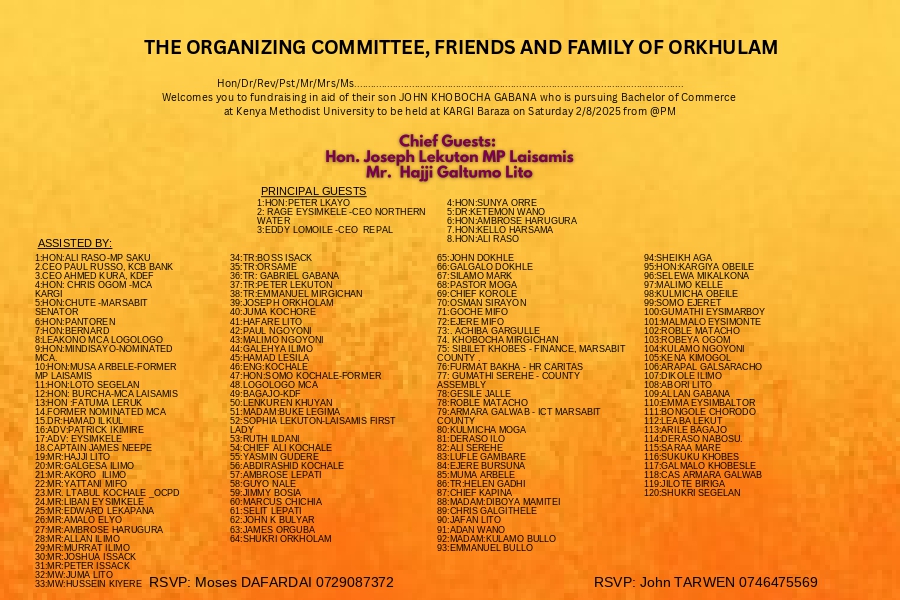 THE ORGANIZING COMMITTEE, FRIENDS AND FAMILY OF ORKHULAM
Hon/Dr/Rev/Pst/Mr/Mrs/Ms......................................................................................................
Welcomes you to fundraising in aid of their son JOHN KHOBOCHA GABANA who is pursuing Bachelor of Commerce
at Kenya Methodist University to be held at KARGI Baraza on Saturday 2/8/2025 from @PM
Chief Guests:
Hon. Joseph Lekuton MP Laisamis
Mr. Hajji Galtumo Lito
PRINCIPAL GUESTS
1:HON:PETER LKAYO
2: RAGE EYSIMKELE -CEO NORTHERN
WATER
3:EDDY LOMOILE -CEO REPAL
4:HON:SUNYA ORRE
5:DR:KETEMON WANO
6:HON:AMBROSE HARUGURA
7.HON:KELLO HARSAMA
8.HON:ALI RASO
ASSISTED BY:
1:HON:ALI RASO-MP SAKU
2.CEO PAUL RUSSO, KCB BANK
3.CEO AHMED KURA, KDEF
4:HON: CHRIS OGOM -MCA
KARGI
5:HON:CHUTE -MARSABIT
SENATOR
6:HON:PANTOREN
7:HON:BERNARD
8:LEAKONO MCA LOGOLOGO
9:HON:MINDISAYO-NOMINATED
MCA.
10:HON:MUSA ARBELE-FORMER
MP LAISAMIS
11:HON:LOTO SEGELAN
12:HON: BURCHA-MCA LAISAMIS
13:HON :FATUMA LERUK
14.FORMER NOMINATED MCA
15.DR:HAMAD ILKUL
16:ADV:PATRICK IKIMIRE
17:ADV: EYSIMKELE
18.CAPTAIN JAMES NEEPE
19:MR:HAJJI LITO
20:MR:GALGESA ILIMO
21:MR:AKORO ILIMO
22:MR:YATTANI MIFO
23:MR. LTABUL KOCHALE _OCPD
24:MR:LIBAN EYSIMKELE
25:MR:EDWARD LEKAPANA
26:MR:AMALO ELYO
27:MR:AMBROSE HARUGURA
28:MR:ALLAN ILIMO
29:MR:MURRAT ILIMO
30:MR:JOSHUA ISSACK
31:MR:PETER ISSACK
32:MW:JUMA LITO
33:MW:HUSSEIN KIYERE
34:TR:BOSS ISACK
35:TR:ORSAME
36:TR: GABRIEL GABANA
37:TR:PETER LEKUTON
38:TR:EMMANUEL MIRGICHAN
39:JOSEPH ORKHOLAM
40:JUMA KOCHORE
41:HAFARE LITO
42:PAUL NGOYONI
43:MALIMO NGOYONI
44:GALEHYA ILIMO
45:HAMAD LESILA
46:ENG:KOCHALE
47:HON:SOMO KOCHALE-FORMER
48.LOGOLOGO MCA
49:BAGAJO-KDF
50:LENKUREN KHUYAN
51:MADAM:BUKE LEGIMA
52:SOPHIA LEKUTON-LAISAMIS FIRST
LADY
53:RUTH ILDANI
54:CHIEF ALI KOCHALE
55:YASMIN GUDERE
56:ABDIRASHID KOCHALE
57:AMBROSE LEPATI
58:GUYO NALE
59:JIMMY BOSIA
60:MARCUS CHICHIA
61:SELIT LEPATI
62:JOHN K BULYAR
63:JAMES ORGUBA
64:SHUKRI ORKHOLAM
65:JOHN DOKHLE
66:GALGALO DOKHLE
67:SILAMO MARK
68:PASTOR MOGA
69:CHIEF KOROLE
70:OSMAN SIRAYON
71:GOCHE MIFO
72:EJERE MIFO
73:. ACHIBA GARGULLE
74. KHOBOCHA MIRGICHAN
75: SIBILET KHOBES - FINANCE, MARSABIT
COUNTY .
76:FURMAT BAKHA - HR CARITAS
77: GUMATHI SEREHE - COUNTY
ASSEMBLY
78:GESILE JALLE
78:ROBLE MATACHO
79:ARMARA GALWAB - ICT MARSABIT
COUNTY
80:KULMICHA MOGA
81:DERASO ILO
82:ALI SEREHE
83:LUFLE GAMBARE
84:EJERE BURSUNA
85:MUMA ARBELE
86:TR:HELEN GADHI
87:CHIEF KAPINA
88:MADAM:DIBOYA MAMITEI
89:CHRIS GALGITHELE
90:JAFAN LITO
91:ADAN WANO
92:MADAM:KULAMO BULLO
93:EMMANUEL BULLO
94:SHEIKH AGA
95:HON:KARGIYA OBEILE
96:SELEWA MIKALKONA
97:MALIMO KELLE
98:KULMICHA OBEILE
99:SOMO EJERET
100:GUMATHI EYSIMARBOY
101:MALMALO EYSIMONTE
102:ROBLE MATACHO
103:ROBEYA OGOM
104:KULAMO NGOYONI
105:KENA KIMOGOL
106:ARAPAL GALSARACHO
107:DIKOLE ILIMO
108:ABORI LITO
109:ALLAN GABANA
110:EMMA EYSIMBALTOR
111:BONGOLE CHORODO
112:LEABA LEKUT
113:ARILE BAGAJO
114:DERASO NABOSU.
115:SARAA MARE
116:SUKUKU KHOBES
117:GALMALO KHOBESLE
118:CAS ARMARA GALWAB
119:JILOTE BIRIGA
120:SHUKRI SEGELAN
RSVP: Moses DAFARDAI 0729087372
RSVP: John TARWEN 0746475569